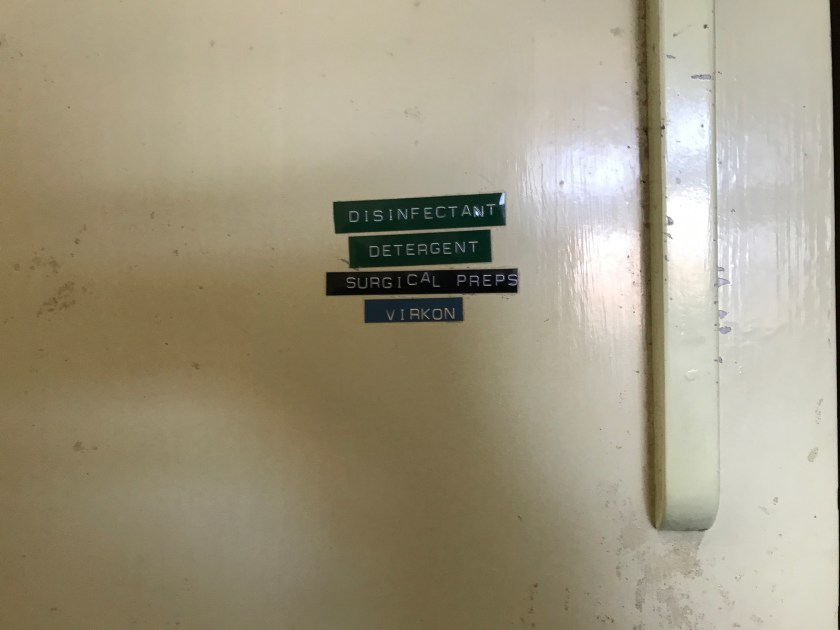 DISINFECTANT
DETERGENT
SURGICAL PREPS
VIRKON